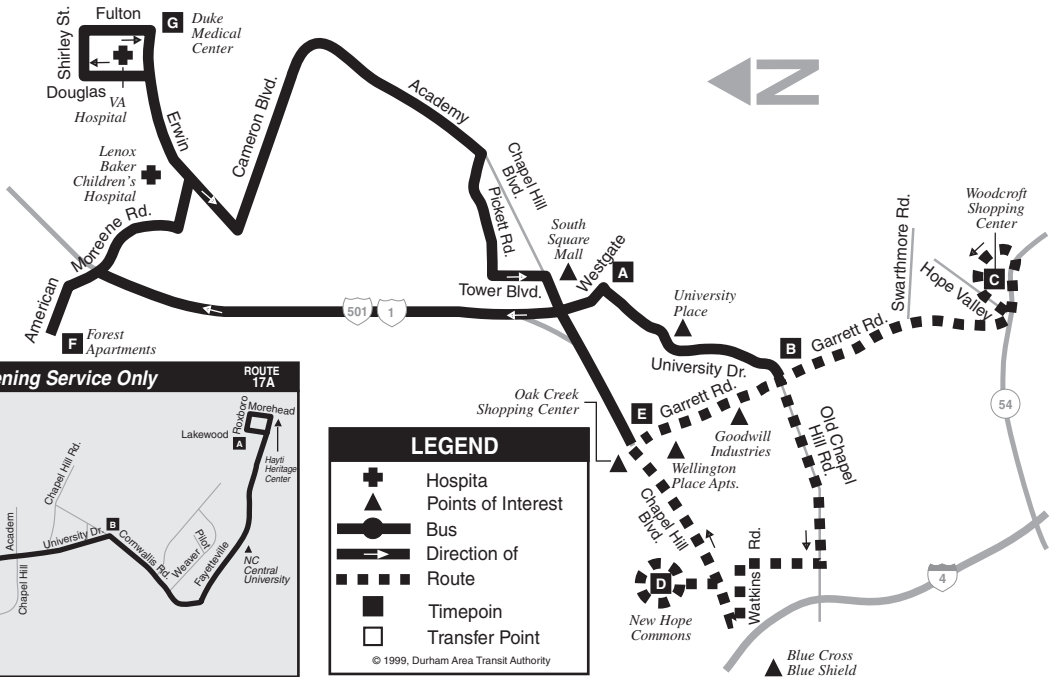 Fulton
Shirley St.
G
Duke
Medical
Center
Douglas
VA
Hospital
Erwin
Cameron Blvd.
Academy
N
Lenox
Baker
Children's
Hospital
Morreene Rd.
Chapel Hill
Blvd.
Pickett Rd.
South
Square
Mall
Westgate
A
Tower Blvd.
Woodcroft
Shopping
Center
Swarthmore Rd.
Hope Valley
C
American
F
Forest
Apartments
501
1
University
Place
University Dr.
B
Garrett Rd.
Oak Creek
Shopping Center
E
Garrett Rd.
Goodwill
Industries
Wellington
Place Apts.
Old Chapel
Hill Rd.
54
Chapel Hill
Blvd.
D
New Hope
Commons
Watkins Rd.
4
Blue Cross
Blue Shield
ening Service Only
ROUTE
17A
Roxboro
Morehead
Lakewood
A
Hayti
Heritage
Center
Chapel Hill Rd.
Academ
University Dr.
B
Cornwallis Rd.
Weaver
Pilot
Fayetteville
NC
Central
University
Chapel Hill
LEGEND
Hospita
Points of Interest
Bus
Direction of
Route
Timepoin
Transfer Point
© 1999, Durham Area Transit Authority